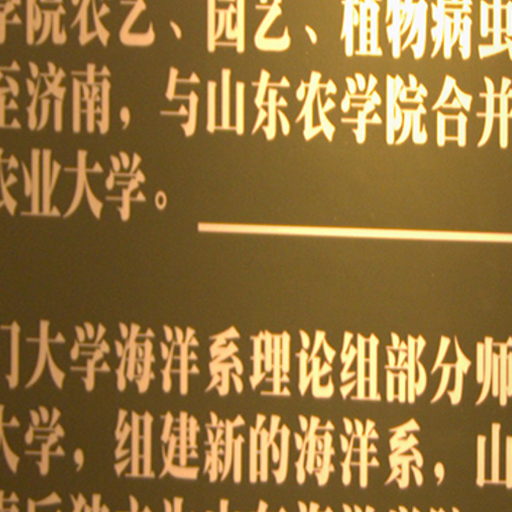 学院农艺、园艺、植物病虫
至济南，与山东农学院合并
农业大学。
门大学海洋系理论组部分师
大学，组建新的海洋系，山